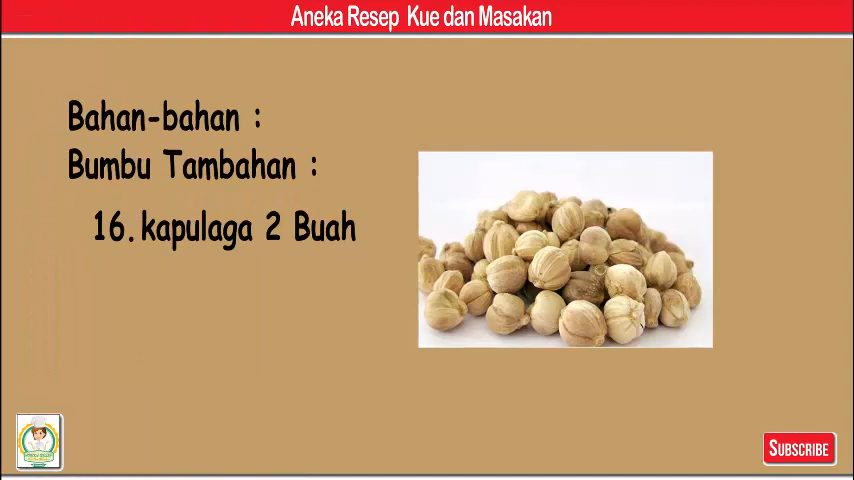 Aneka Resep Kue dan Masakan
Bahan-bahan :
Bumbu Tambahan :
16. kapulaga 2 Buah
SUBSCRIBE